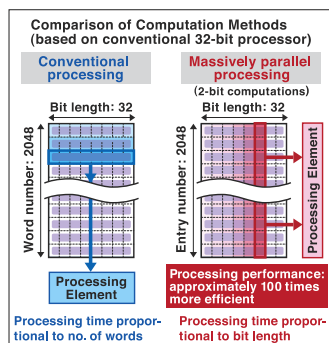 Comparison of Computation Methods
(based on conventional 32-bit processor)
Conventional
processing
Bit length: 32
Word number: 2048
Processing
Element
Processing time propor-
tional to no. of words
Massively parallel
processing
(2-bit computations)
Bit length: 32
Entry number: 2048
Processing Element
Processing performance:
approximately 100 times
more efficient
Processing time propor-
tional to bit length